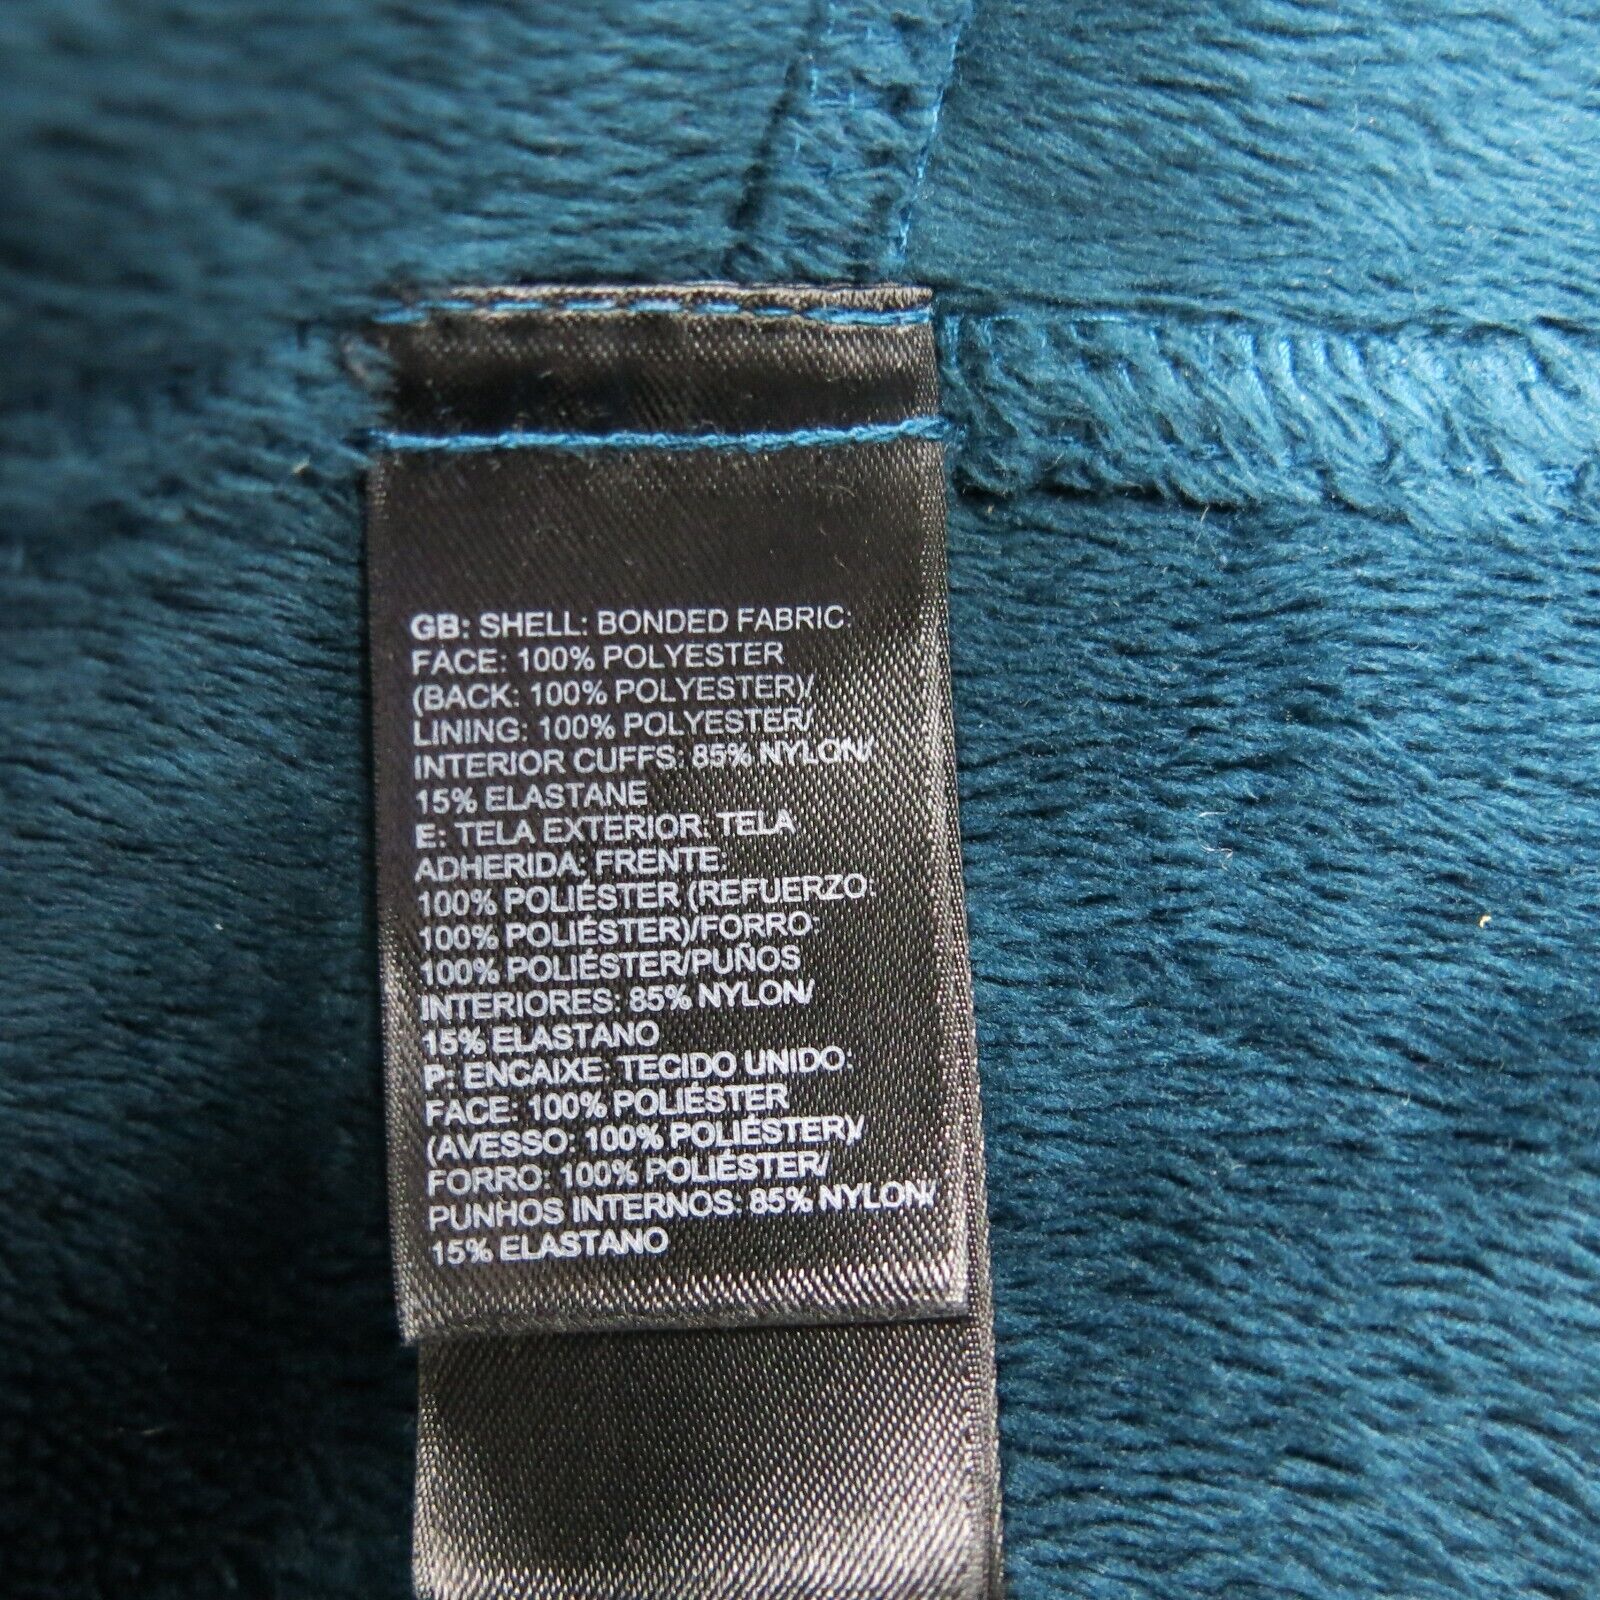 GB: SHELL: BONDED FABRIC:
FACE: 100% POLYESTER
(BACK: 100% POLYESTER)/
LINING: 100% POLYESTER/
INTERIOR CUFFS: 85% NYLON/
15% ELASTANE
E: TELA EXTERIOR: TELA
ADHERIDA: FRENTE:
100% POLIÉSTER (REFUERZO:
100% POLIÉSTER)/FORRO:
100% POLIÉSTER/PUÑOS
INTERIORES: 85% NYLON/
15% ELASTANO
P: ENCAIXE: TECIDO UNIDO:
FACE: 100% POLIÉSTER
(AVESSO: 100% POLIÉSTER)/
FORRO: 100% POLIÉSTER/
PUNHOS INTERNOS: 85% NYLON/
15% ELASTANO